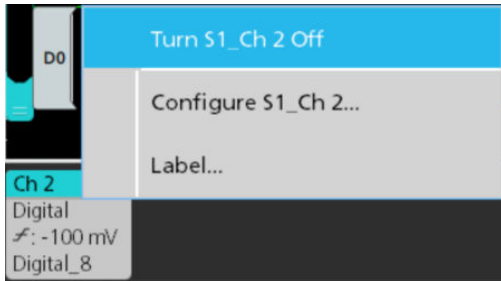 D0
Turn S1_Ch 2 Off
Configure S1_Ch 2...
Label...
Ch 2
Digital
⨍: -100 mV
Digital_8